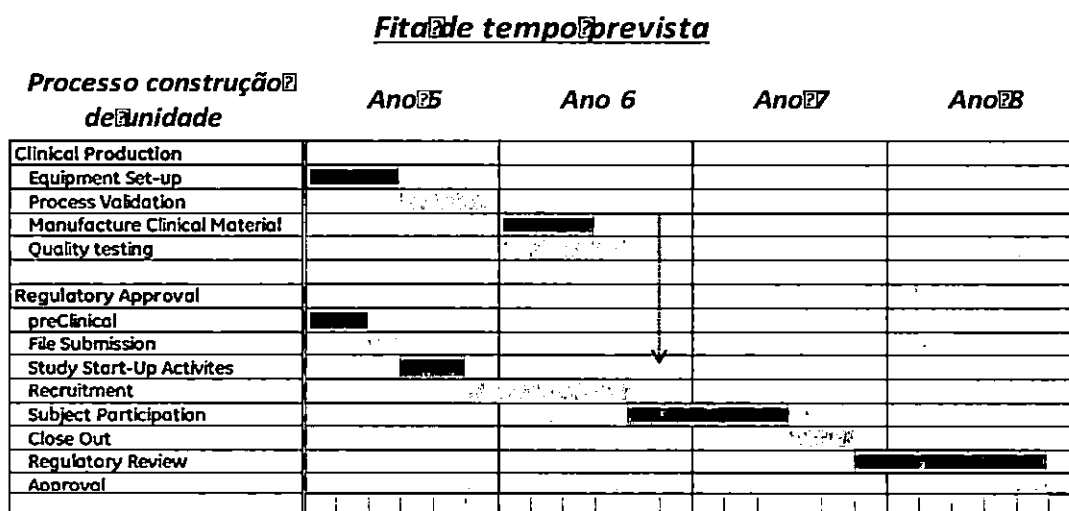 Fita de tempo prevista
Processo construção
de unidade
Ano 5
Ano 6
Ano 7
Ano 8
Clinical Production
Equipment Set-up
Process Validation
Manufacture Clinical Material
Quality testing
Regulatory Approval
preClinical
File Submission
Study Start-Up Activites
Recruitment
Subject Participation
Close Out
Regulatory Review
Approval